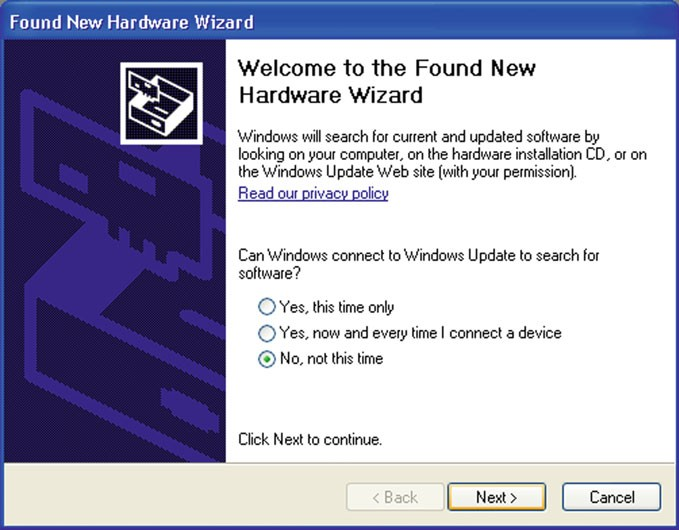 Found New Hardware Wizard
Welcome to the Found New
Hardware Wizard
Windows will search for current and updated software by
looking on your computer, on the hardware installation CD, or on
the Windows Update Web site (with your permission).
Read our privacy policy
Can Windows connect to Windows Update to search for
software?
Yes, this time only
Yes, now and every time I connect a device
No, not this time
Click Next to continue.
< Back Next > Cancel